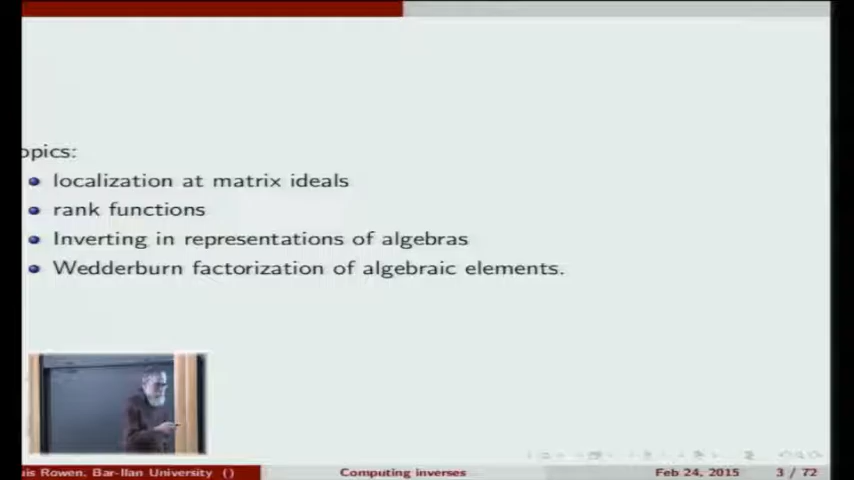 opics:
localization at matrix ideals
rank functions
Inverting in representations of algebras
Wedderburn factorization of algebraic elements.
is Rowen, Bar-Ilan University () Computing inverses Feb 24, 2015 3 / 72